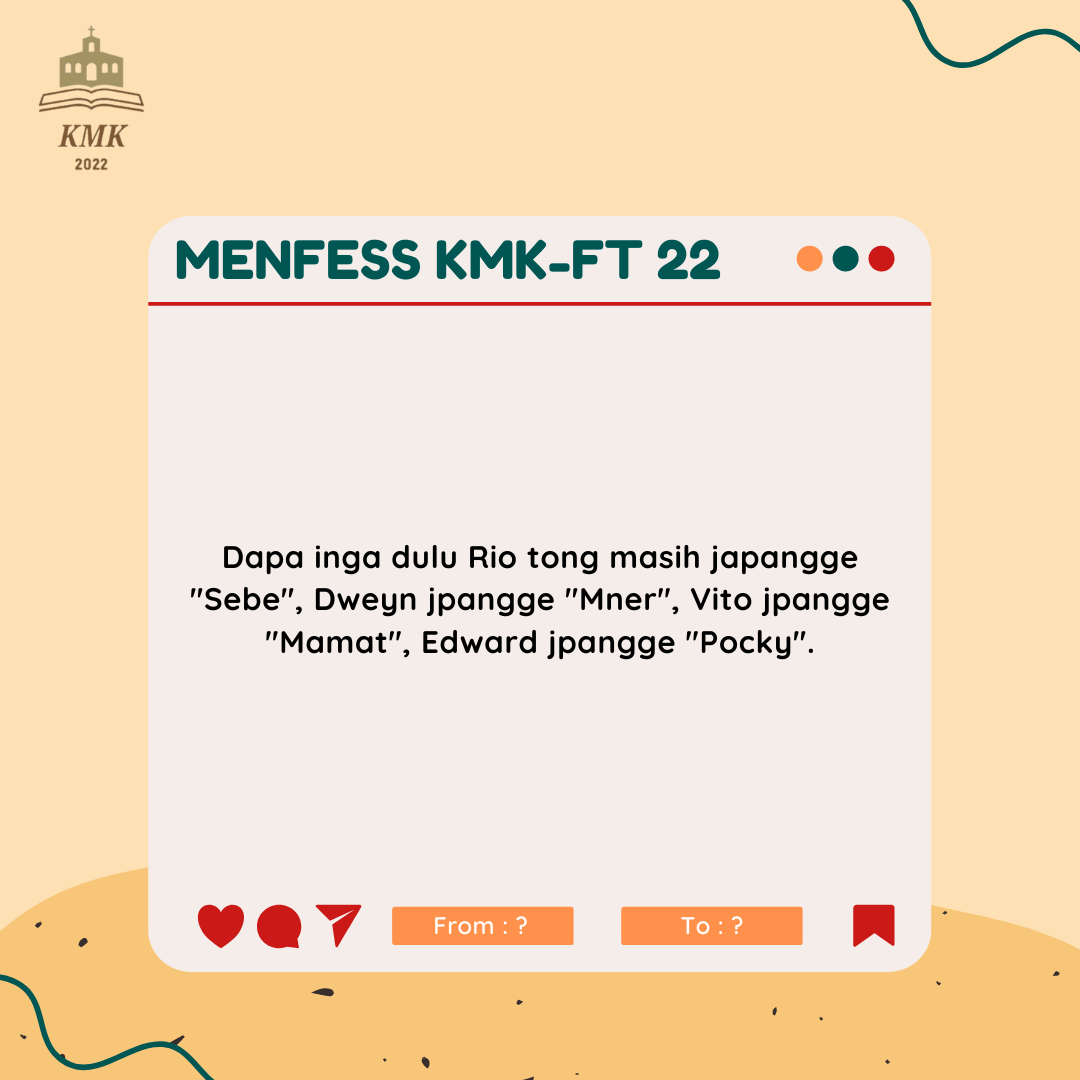 KMK
2022
MENFESS KMK-FT 22
Dapa inga dulu Rio tong masih japangge
"Sebe", Dweyn jpangge "Mner", Vito jpangge
"Mamat", Edward jpangge "Pocky".
From : ?
To : ?